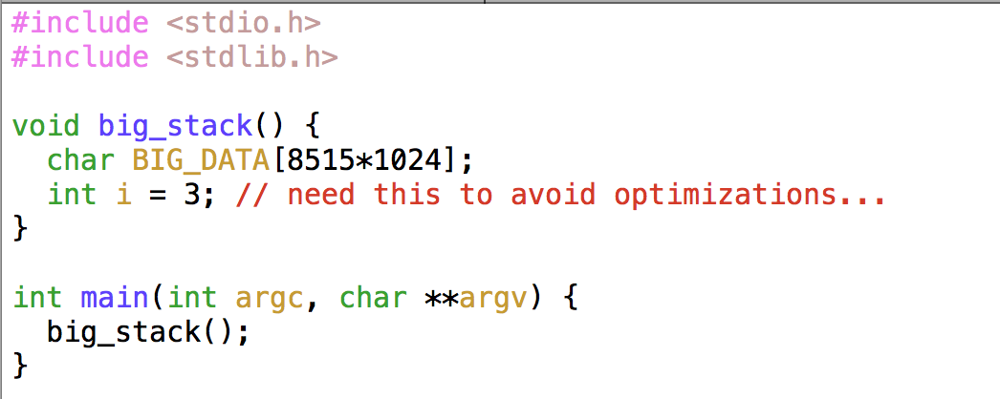 #include <stdio.h>
#include <stdlib.h>

void big_stack() {
  char BIG_DATA[8515*1024];
  int i = 3; // need this to avoid optimizations...
}

int main(int argc, char **argv) {
  big_stack();
}